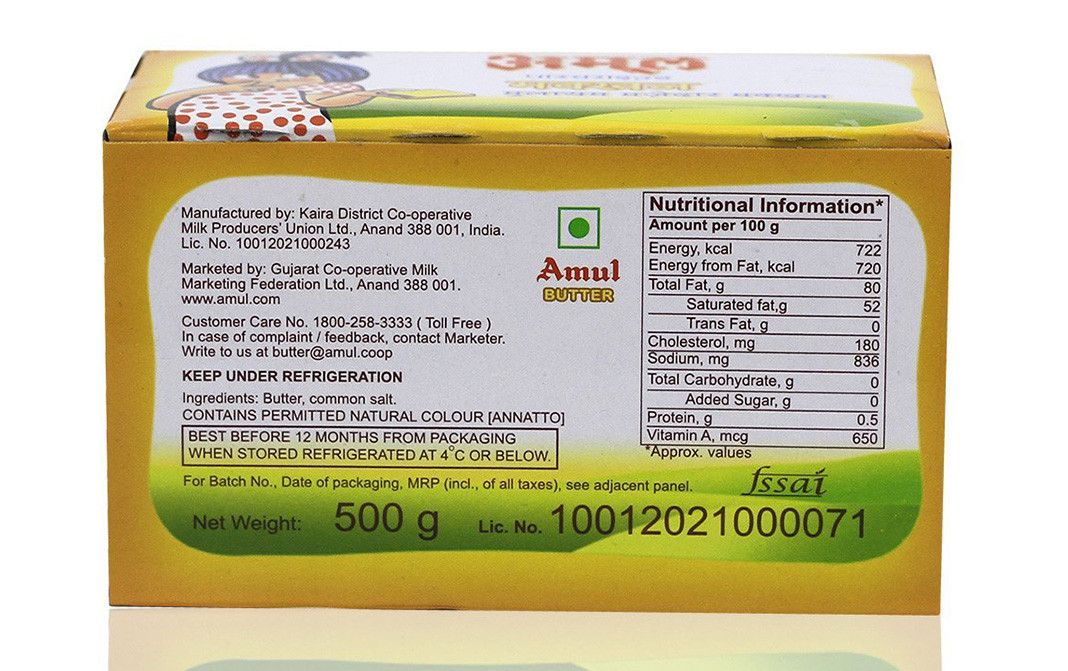 अमूल
Manufactured by: Kaira District Co-operative
Milk Producers' Union Ltd., Anand 388 001, India.
Lic. No. 10012021000243
Marketed by: Gujarat Co-operative Milk
Marketing Federation Ltd., Anand 388 001.
www.amul.com
Customer Care No. 1800-258-3333 ( Toll Free )
In case of complaint / feedback, contact Marketer.
Write to us at butter@amul.coop
KEEP UNDER REFRIGERATION
Ingredients: Butter, common salt.
CONTAINS PERMITTED NATURAL COLOUR [ANNATTO]
BEST BEFORE 12 MONTHS FROM PACKAGING
WHEN STORED REFRIGERATED AT 4°C OR BELOW.
For Batch No., Date of packaging, MRP (incl., of all taxes), see adjacent panel.
Net Weight: 500 g
Amul
BUTTER
Nutritional Information*
Amount per 100 g
Energy, kcal 722
Energy from Fat, kcal 720
Total Fat, g 80
Saturated fat,g 52
Trans Fat, g 0
Cholesterol, mg 180
Sodium, mg 836
Total Carbohydrate, g 0
Added Sugar, g 0
Protein, g 0.5
Vitamin A, mcg 650
*Approx. values
fssai
Lic. No. 10012021000071